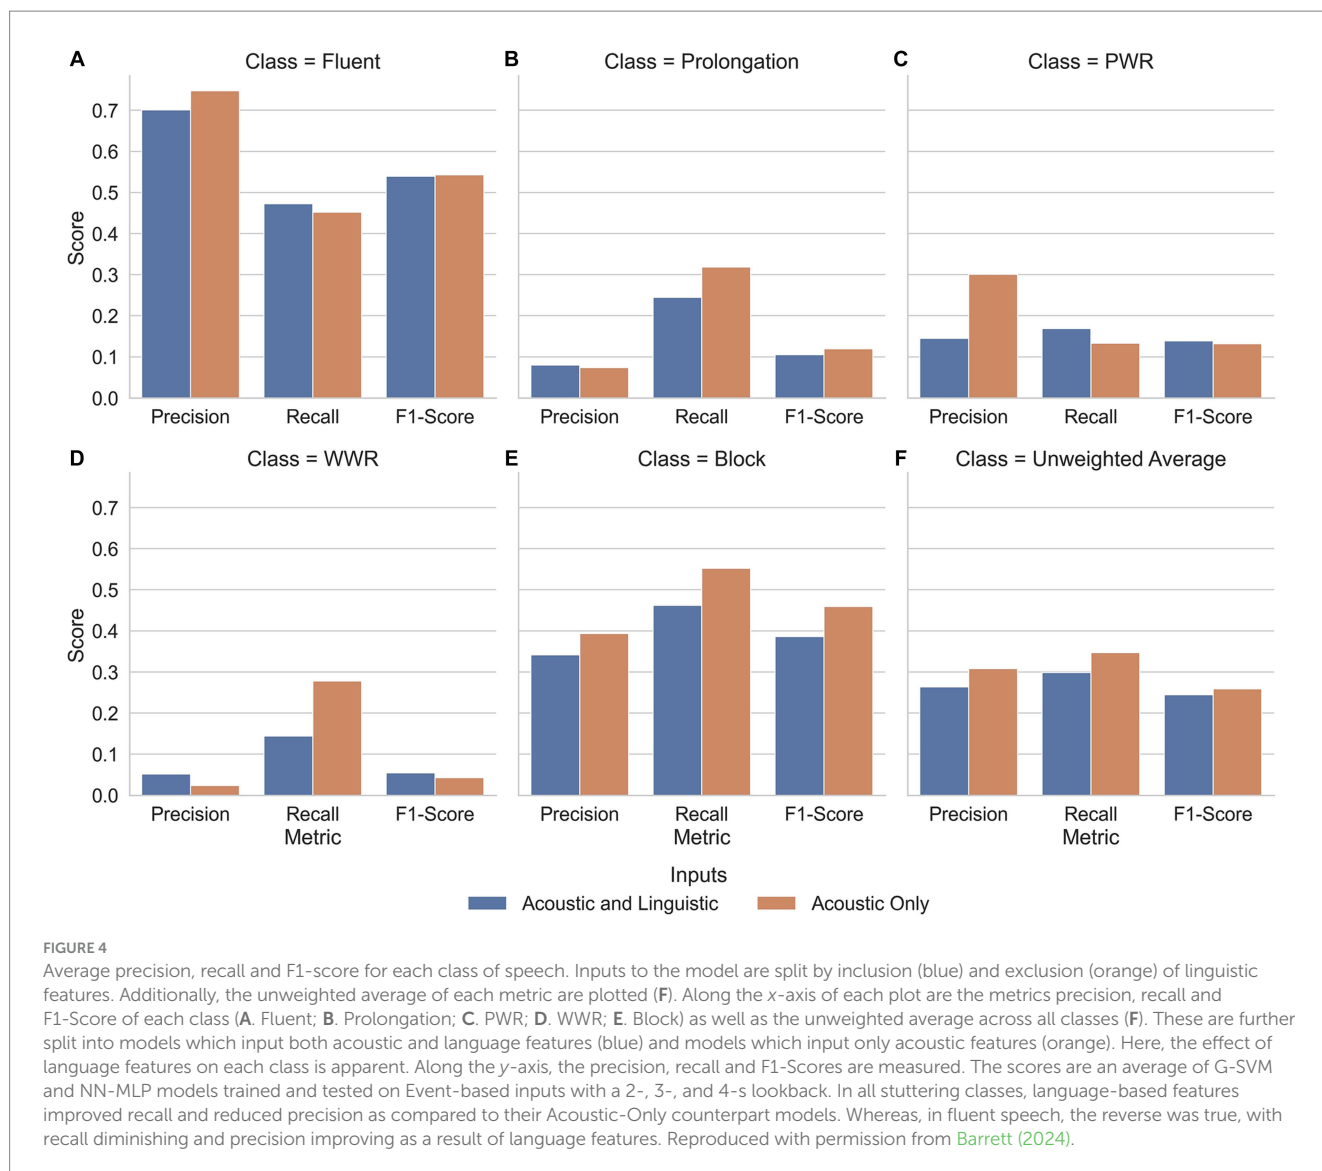 A Class = Fluent
B Class = Prolongation
C Class = PWR
Score
0.7
0.6
0.5
0.4
0.3
0.2
0.1
0.0
Precision Recall F1-Score
Precision Recall F1-Score
Precision Recall F1-Score
D Class = WWR
E Class = Block
F Class = Unweighted Average
Score
0.7
0.6
0.5
0.4
0.3
0.2
0.1
0.0
Precision Recall F1-Score
Metric
Precision Recall F1-Score
Metric
Precision Recall F1-Score
Metric
Inputs
Acoustic and Linguistic Acoustic Only
FIGURE 4
Average precision, recall and F1-score for each class of speech. Inputs to the model are split by inclusion (blue) and exclusion (orange) of linguistic
features. Additionally, the unweighted average of each metric are plotted (F). Along the x-axis of each plot are the metrics precision, recall and
F1-Score of each class (A. Fluent; B. Prolongation; C. PWR; D. WWR; E. Block) as well as the unweighted average across all classes (F). These are further
split into models which input both acoustic and language features (blue) and models which input only acoustic features (orange). Here, the effect of
language features on each class is apparent. Along the y-axis, the precision, recall and F1-Scores are measured. The scores are an average of G-SVM
and NN-MLP models trained and tested on Event-based inputs with a 2-, 3-, and 4-s lookback. In all stuttering classes, language-based features
improved recall and reduced precision as compared to their Acoustic-Only counterpart models. Whereas, in fluent speech, the reverse was true, with
recall diminishing and precision improving as a result of language features. Reproduced with permission from Barrett (2024).